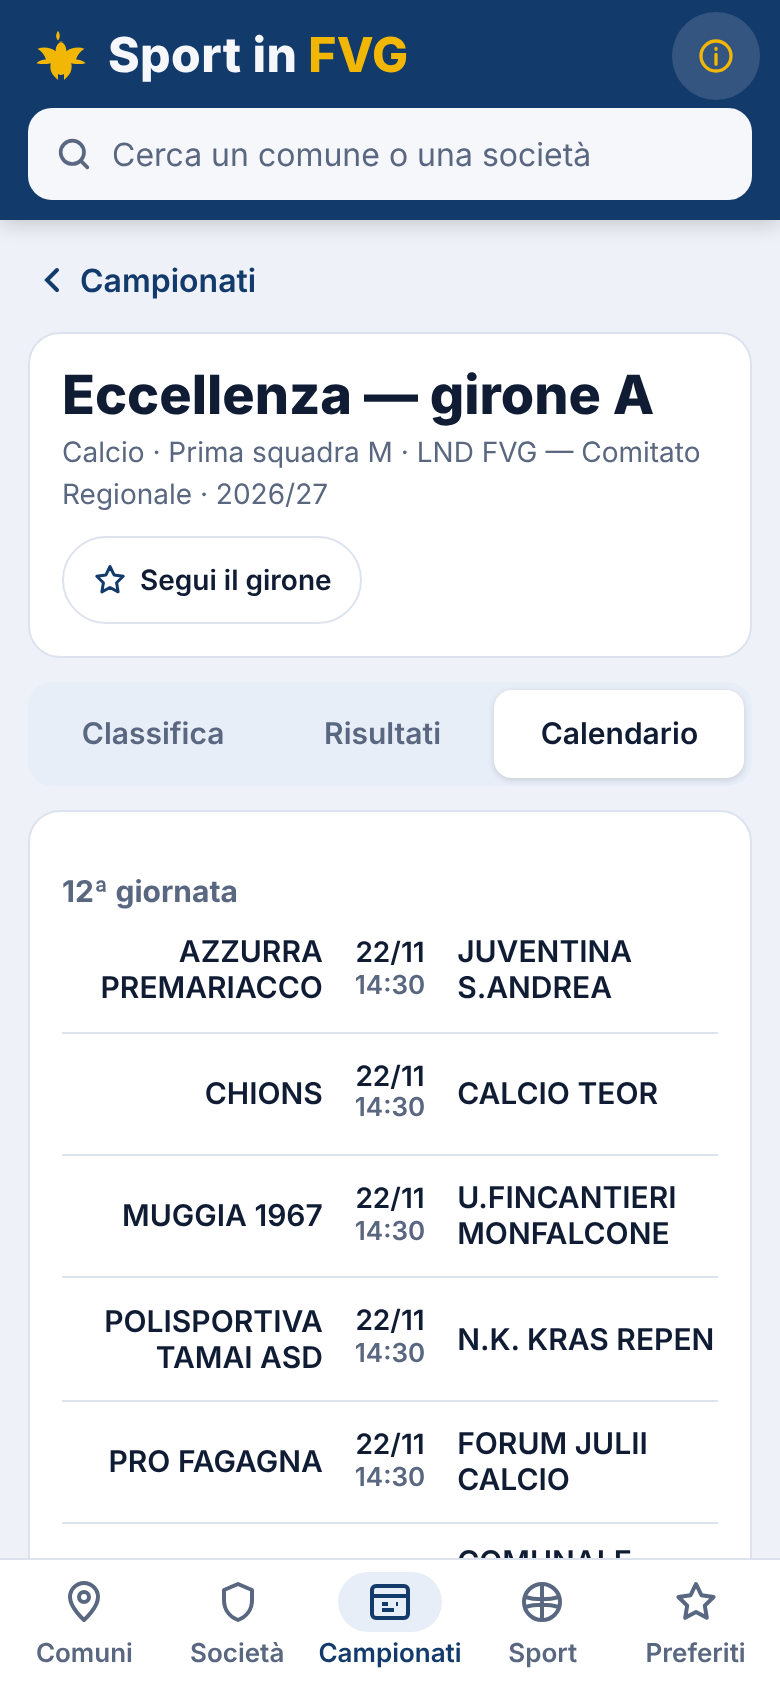 Sport in FVG
Cerca un comune o una società
Campionati
Eccellenza — girone A
Calcio · Prima squadra M · LND FVG — Comitato
Regionale · 2026/27
Segui il girone
Classifica Risultati Calendario
12ª giornata
AZZURRA PREMARIACCO 22/11 14:30 JUVENTINA S.ANDREA
CHIONS 22/11 14:30 CALCIO TEOR
MUGGIA 1967 22/11 14:30 U.FINCANTIERI MONFALCONE
POLISPORTIVA TAMAI ASD 22/11 14:30 N.K. KRAS REPEN
PRO FAGAGNA 22/11 14:30 FORUM JULII CALCIO
Comuni Società Campionati Sport Preferiti